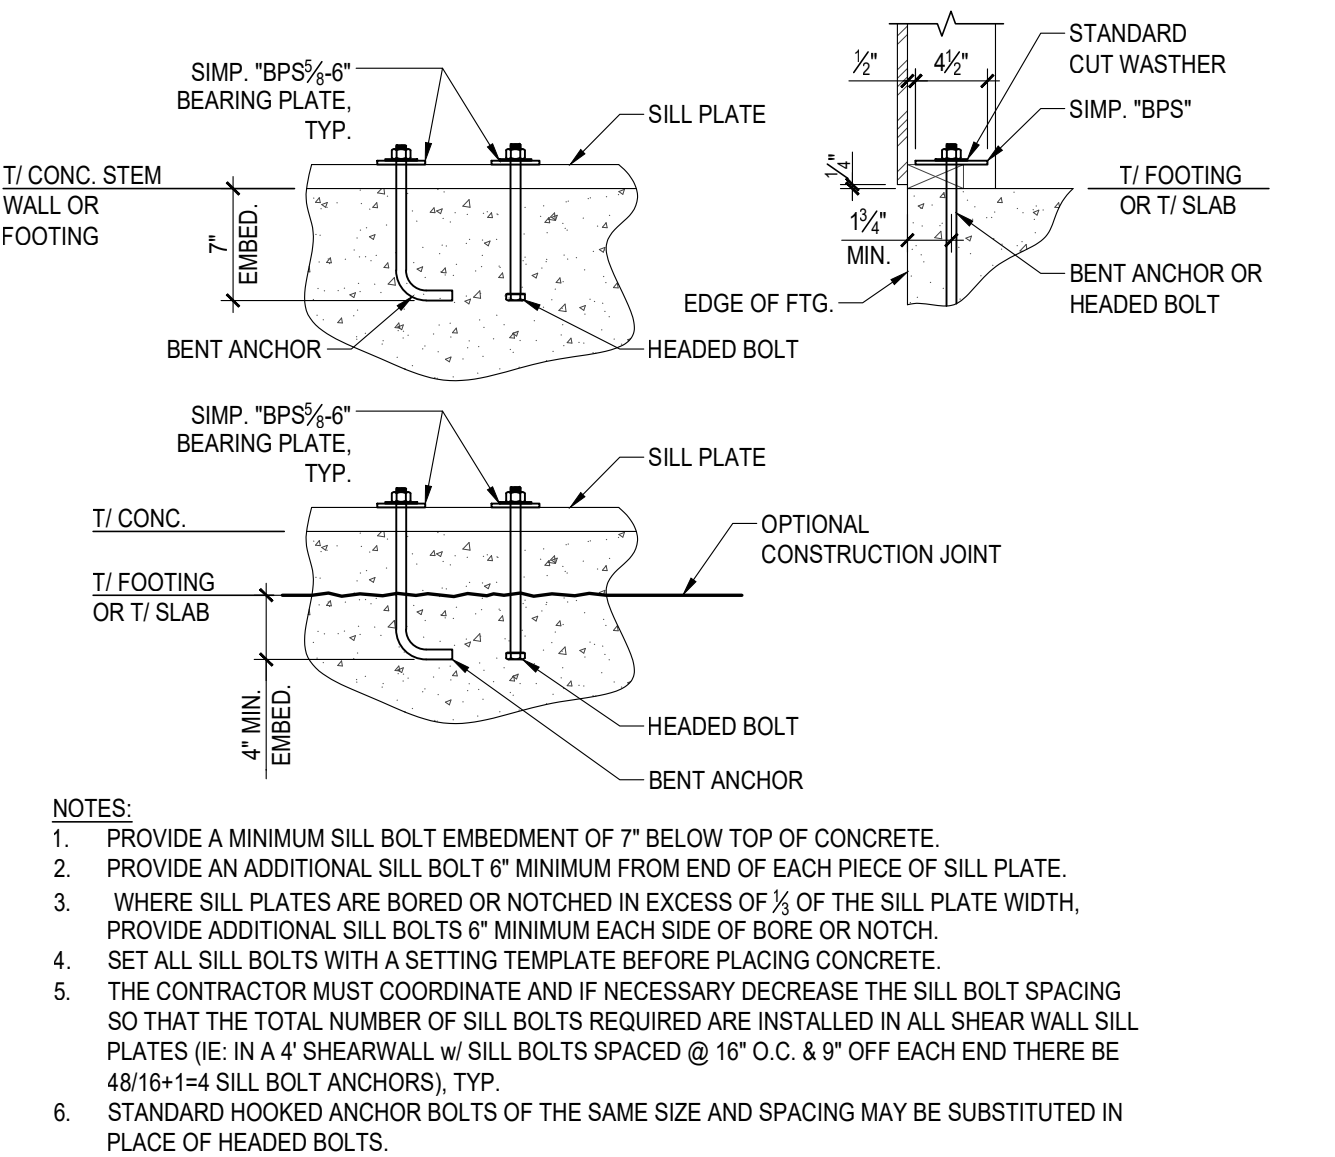 SIMP. "BPS⅝-6"
BEARING PLATE,
TYP.
SILL PLATE
T/ CONC. STEM
WALL OR
FOOTING
7"
EMBED.
BENT ANCHOR
HEADED BOLT
½"
4½"
STANDARD
CUT WASTHER
SIMP. "BPS"
¼"
T/ FOOTING
OR T/ SLAB
1¾"
MIN.
EDGE OF FTG.
BENT ANCHOR OR
HEADED BOLT
SIMP. "BPS⅝-6"
BEARING PLATE,
TYP.
SILL PLATE
T/ CONC.
OPTIONAL
CONSTRUCTION JOINT
T/ FOOTING
OR T/ SLAB
4" MIN.
EMBED.
HEADED BOLT
BENT ANCHOR
NOTES:
1. PROVIDE A MINIMUM SILL BOLT EMBEDMENT OF 7" BELOW TOP OF CONCRETE.
2. PROVIDE AN ADDITIONAL SILL BOLT 6" MINIMUM FROM END OF EACH PIECE OF SILL PLATE.
3. WHERE SILL PLATES ARE BORED OR NOTCHED IN EXCESS OF ⅓ OF THE SILL PLATE WIDTH,
PROVIDE ADDITIONAL SILL BOLTS 6" MINIMUM EACH SIDE OF BORE OR NOTCH.
4. SET ALL SILL BOLTS WITH A SETTING TEMPLATE BEFORE PLACING CONCRETE.
5. THE CONTRACTOR MUST COORDINATE AND IF NECESSARY DECREASE THE SILL BOLT SPACING
SO THAT THE TOTAL NUMBER OF SILL BOLTS REQUIRED ARE INSTALLED IN ALL SHEAR WALL SILL
PLATES (IE: IN A 4' SHEARWALL w/ SILL BOLTS SPACED @ 16" O.C. & 9" OFF EACH END THERE BE
48/16+1=4 SILL BOLT ANCHORS), TYP.
6. STANDARD HOOKED ANCHOR BOLTS OF THE SAME SIZE AND SPACING MAY BE SUBSTITUTED IN
PLACE OF HEADED BOLTS.